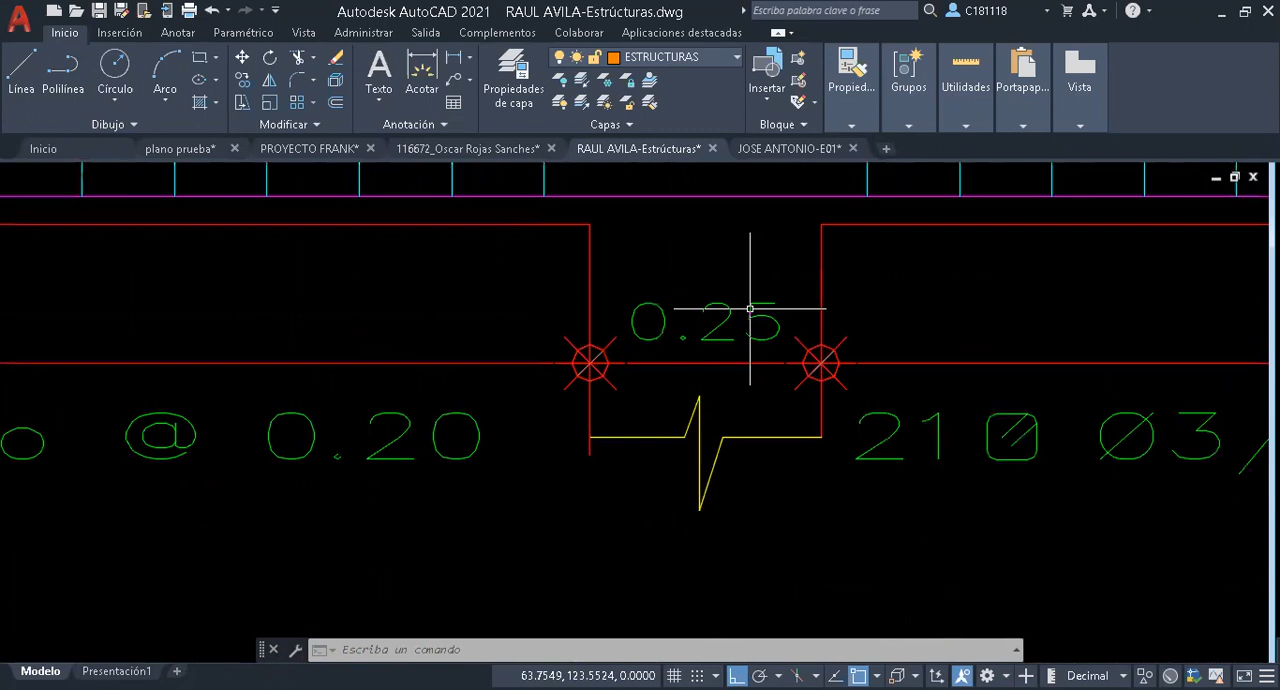 Autodesk AutoCAD 2021 RAUL AVILA-Estrúcturas.dwg
Escriba palabra clave o frase
C181118
Inicio Inserción Anotar Paramétrico Vista Administrar Salida Complementos Colaborar Aplicaciones destacadas
ESTRUCTURAS
Línea Polilínea Círculo Arco Texto Acotar Propiedades de capa Insertar Propied... Grupos Utilidades Portapap... Vista
Dibujo Modificar Anotación Capas Bloque
Inicio plano prueba* PROYECTO FRANK* 116672_Oscar Rojas Sanches* RAUL AVILA-Estrúcturas* JOSE ANTONIO-E01*
0.25
o @ 0.20
210 Ø3/
Escriba un comando
Modelo Presentación1
63.7549, 123.5524, 0.0000
Decimal